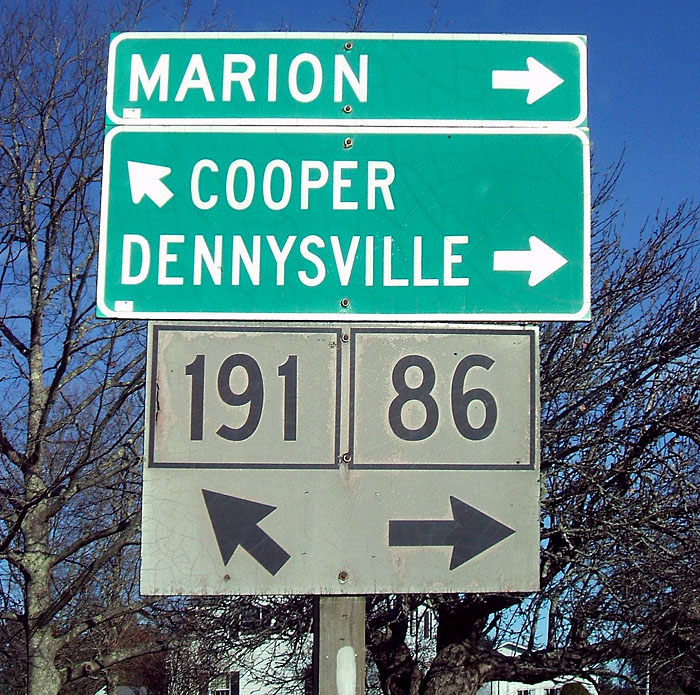 MARION
COOPER
DENNYSVILLE
191 86